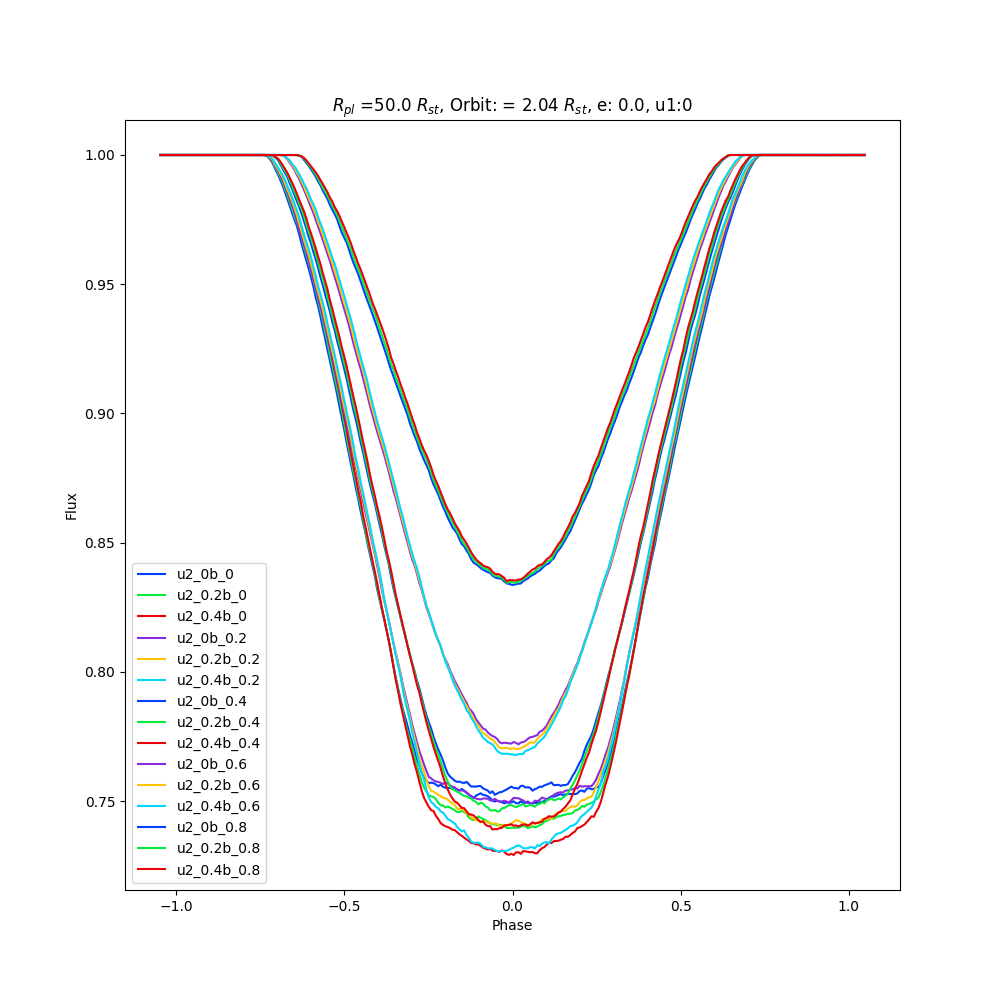 R_pl =50.0 R_st, Orbit: = 2.04 R_st, e: 0.0, u1:0
1.00
0.95
0.90
0.85
0.80
0.75
Flux
u2_0b_0
u2_0.2b_0
u2_0.4b_0
u2_0b_0.2
u2_0.2b_0.2
u2_0.4b_0.2
u2_0b_0.4
u2_0.2b_0.4
u2_0.4b_0.4
u2_0b_0.6
u2_0.2b_0.6
u2_0.4b_0.6
u2_0b_0.8
u2_0.2b_0.8
u2_0.4b_0.8
−1.0 −0.5 0.0 0.5 1.0
Phase